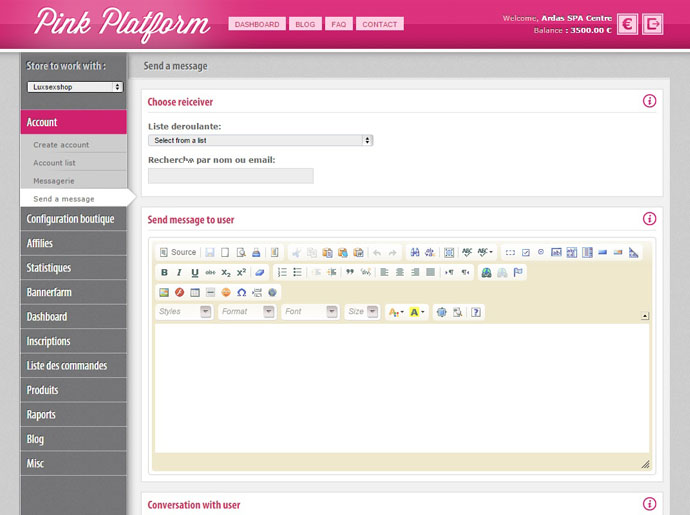 Pink Platform
DASHBOARD BLOG FAQ CONTACT
Welcome, Ardas SPA Centre
Balance : 3500.00 €
Store to work with :
Luxsexshop
Account
Create account
Account list
Messagerie
Send a message
Configuration boutique
Affilies
Statistiques
Bannerfarm
Dashboard
Inscriptions
Liste des commandes
Produits
Raports
Blog
Misc
Send a message
Choose reiceiver
Liste deroulante:
Select from a list
Recherche par nom ou email:
Send message to user
Source
B I U abc X₂ X²
Styles Format Font Size
Conversation with user